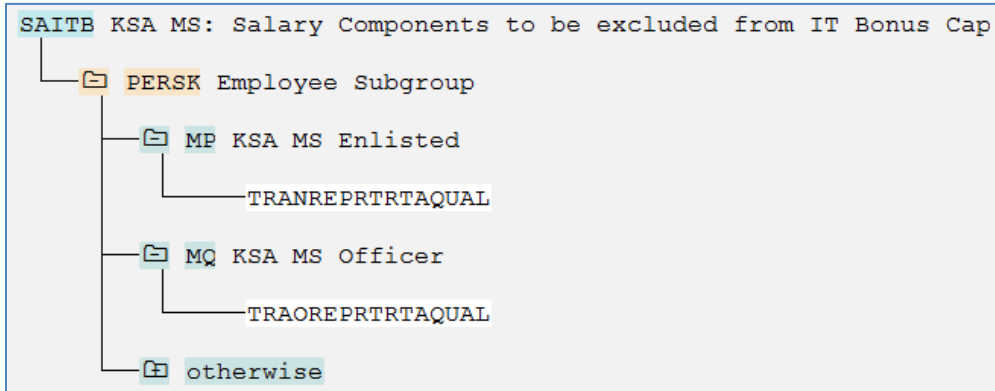 SAITB KSA MS: Salary Components to be excluded from IT Bonus Cap
PERSK Employee Subgroup
MP KSA MS Enlisted
TRANREPRTRTAQUAL
MQ KSA MS Officer
TRAOREPRTRTAQUAL
otherwise